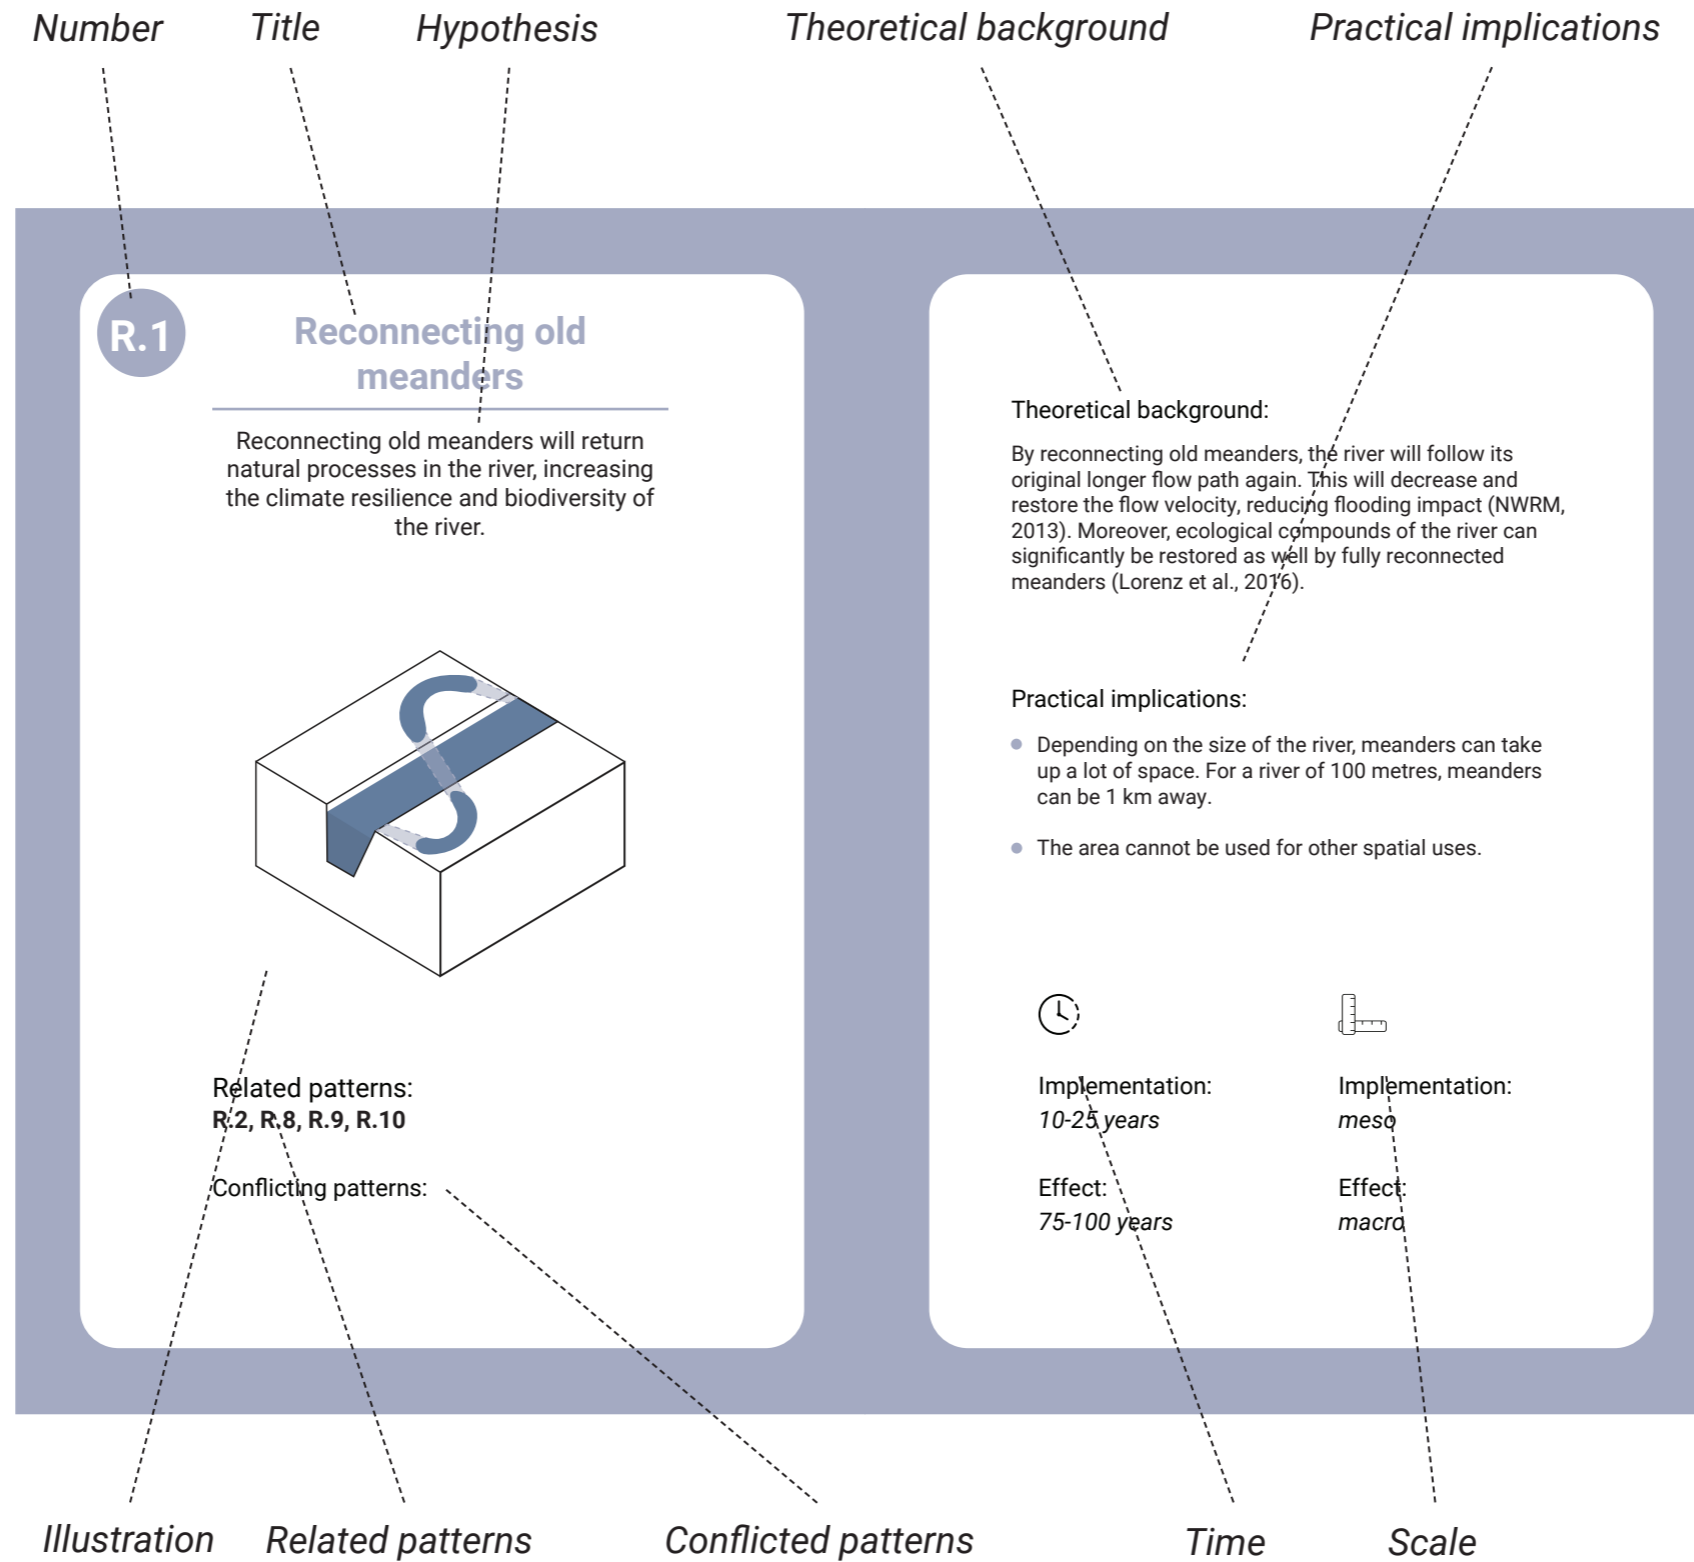 Number
Title
Hypothesis
Theoretical background
Practical implications
R.1
Reconnecting old
meanders
Reconnecting old meanders will return
natural processes in the river, increasing
the climate resilience and biodiversity of
the river.
Related patterns:
R.2, R.8, R.9, R.10
Conflicting patterns:
Theoretical background:
By reconnecting old meanders, the river will follow its
original longer flow path again. This will decrease and
restore the flow velocity, reducing flooding impact (NWRM,
2013). Moreover, ecological compounds of the river can
significantly be restored as well by fully reconnected
meanders (Lorenz et al., 2016).
Practical implications:
Depending on the size of the river, meanders can take
up a lot of space. For a river of 100 metres, meanders
can be 1 km away.
The area cannot be used for other spatial uses.
Implementation:
10-25 years
Effect:
75-100 years
Implementation:
meso
Effect:
macro
Illustration
Related patterns
Conflicted patterns
Time
Scale